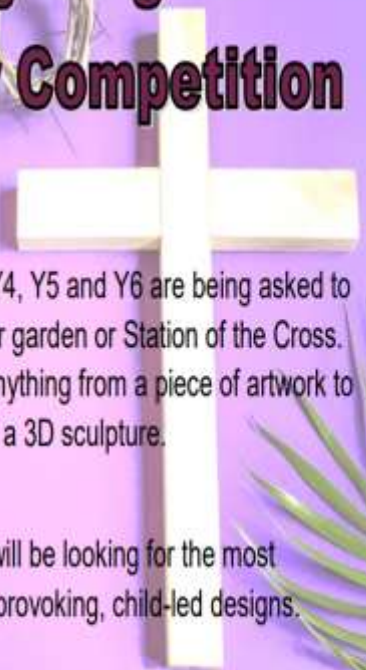 Competition
Y4, Y5 and Y6 are being asked to
garden or Station of the Cross.
anything from a piece of artwork to
a 3D sculpture.
will be looking for the most
provoking, child-led designs.